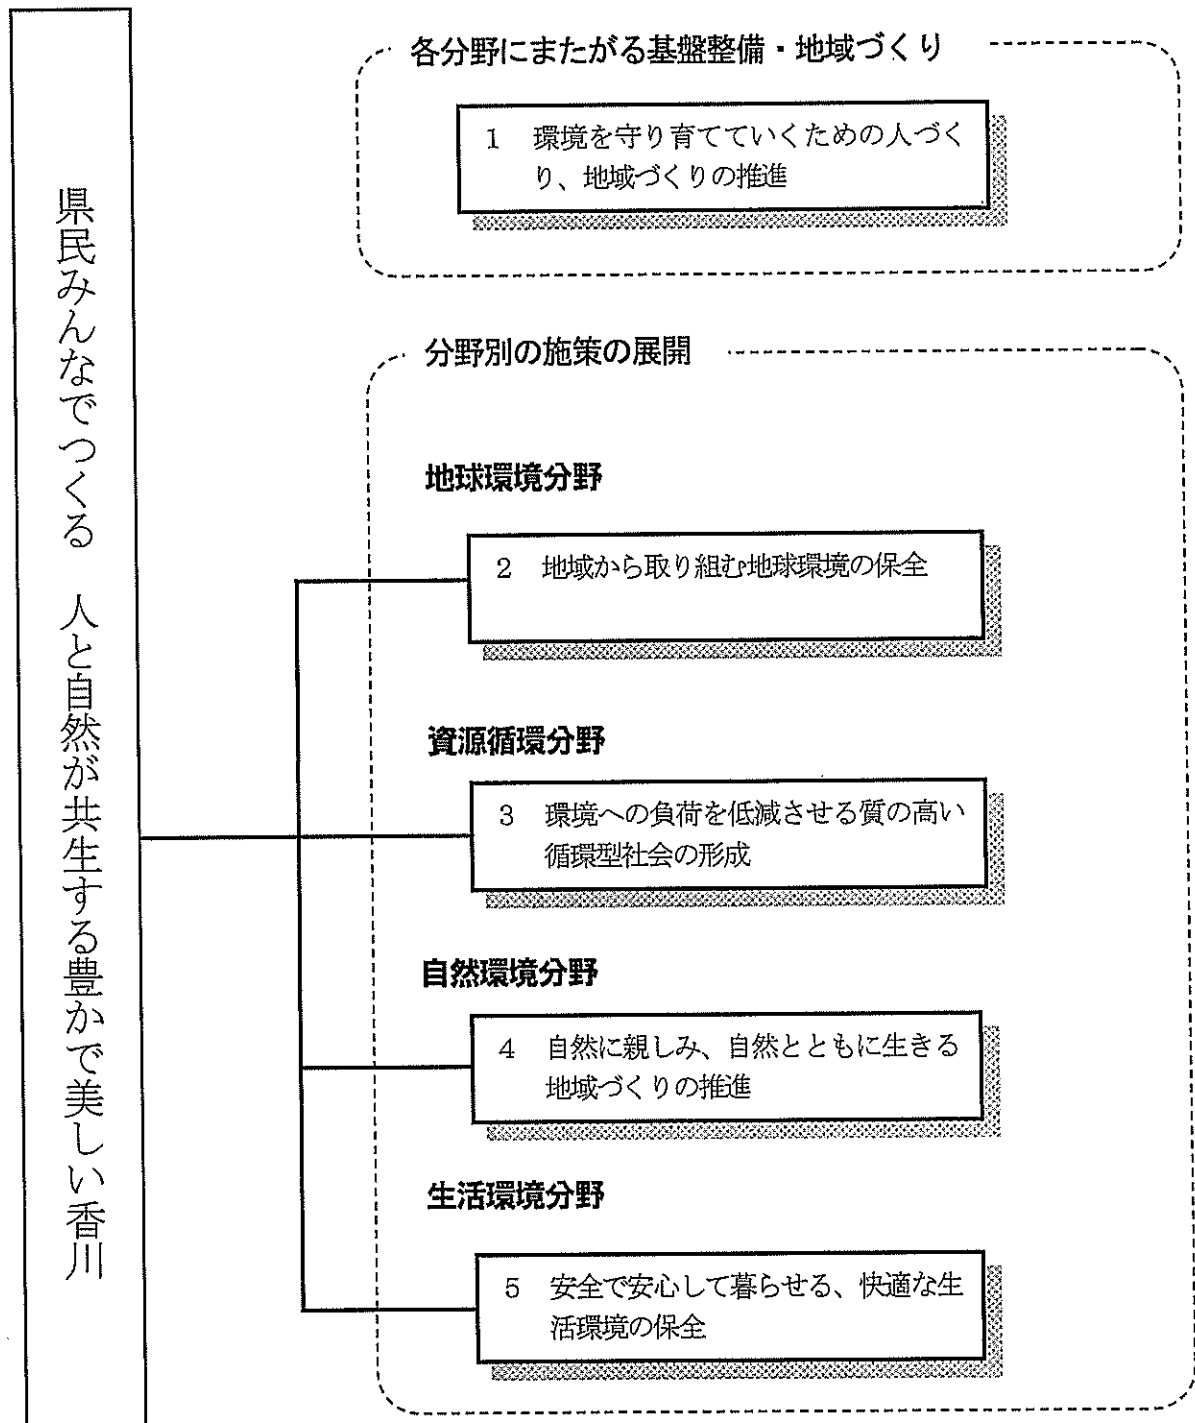 県民みんなでつくる　人と自然が共生する豊かで美しい香川
各分野にまたがる基盤整備・地域づくり
1　環境を守り育てていくための人づく
り、地域づくりの推進
分野別の施策の展開
地球環境分野
2　地域から取り組む地球環境の保全
資源循環分野
3　環境への負荷を低減させる質の高い
循環型社会の形成
自然環境分野
4　自然に親しみ、自然とともに生きる
地域づくりの推進
生活環境分野
5　安全で安心して暮らせる、快適な生
活環境の保全